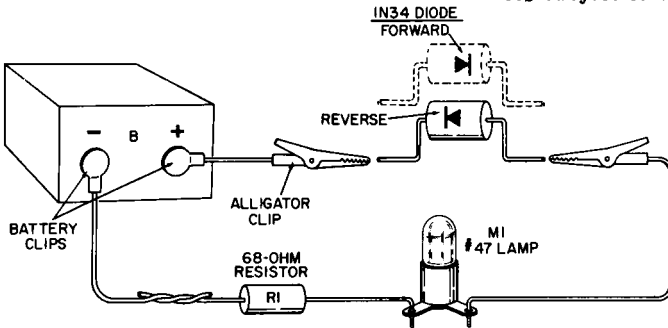 IN34 DIODE
FORWARD
REVERSE
- B +
ALLIGATOR
CLIP
BATTERY
CLIPS
68-OHM
RESISTOR
R1
M1
#47 LAMP